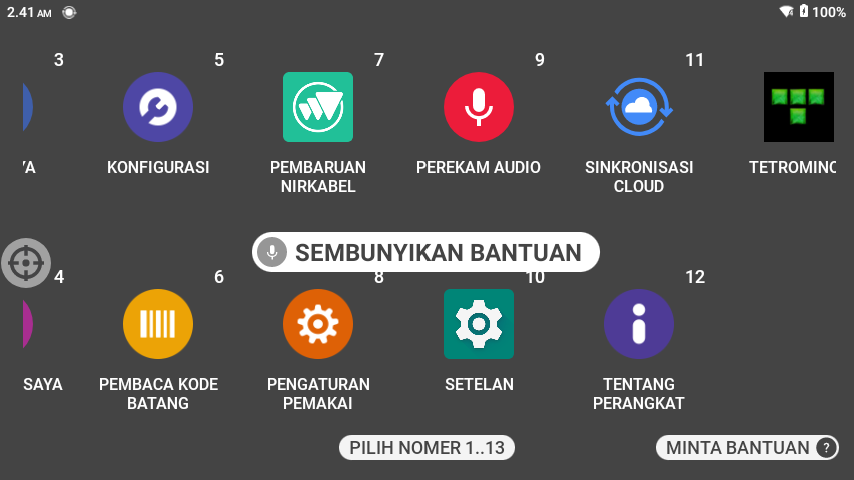 2.41 AM
100%
3
5
7
9
11
YA
KONFIGURASI
PEMBARUAN
NIRKABEL
PEREKAM AUDIO
SINKRONISASI
CLOUD
TETROMINO
SEMBUNYIKAN BANTUAN
4
6
8
10
12
SAYA
PEMBACA KODE
BATANG
PENGATURAN
PEMAKAI
SETELAN
TENTANG
PERANGKAT
PILIH NOMER 1..13
MINTA BANTUAN ?